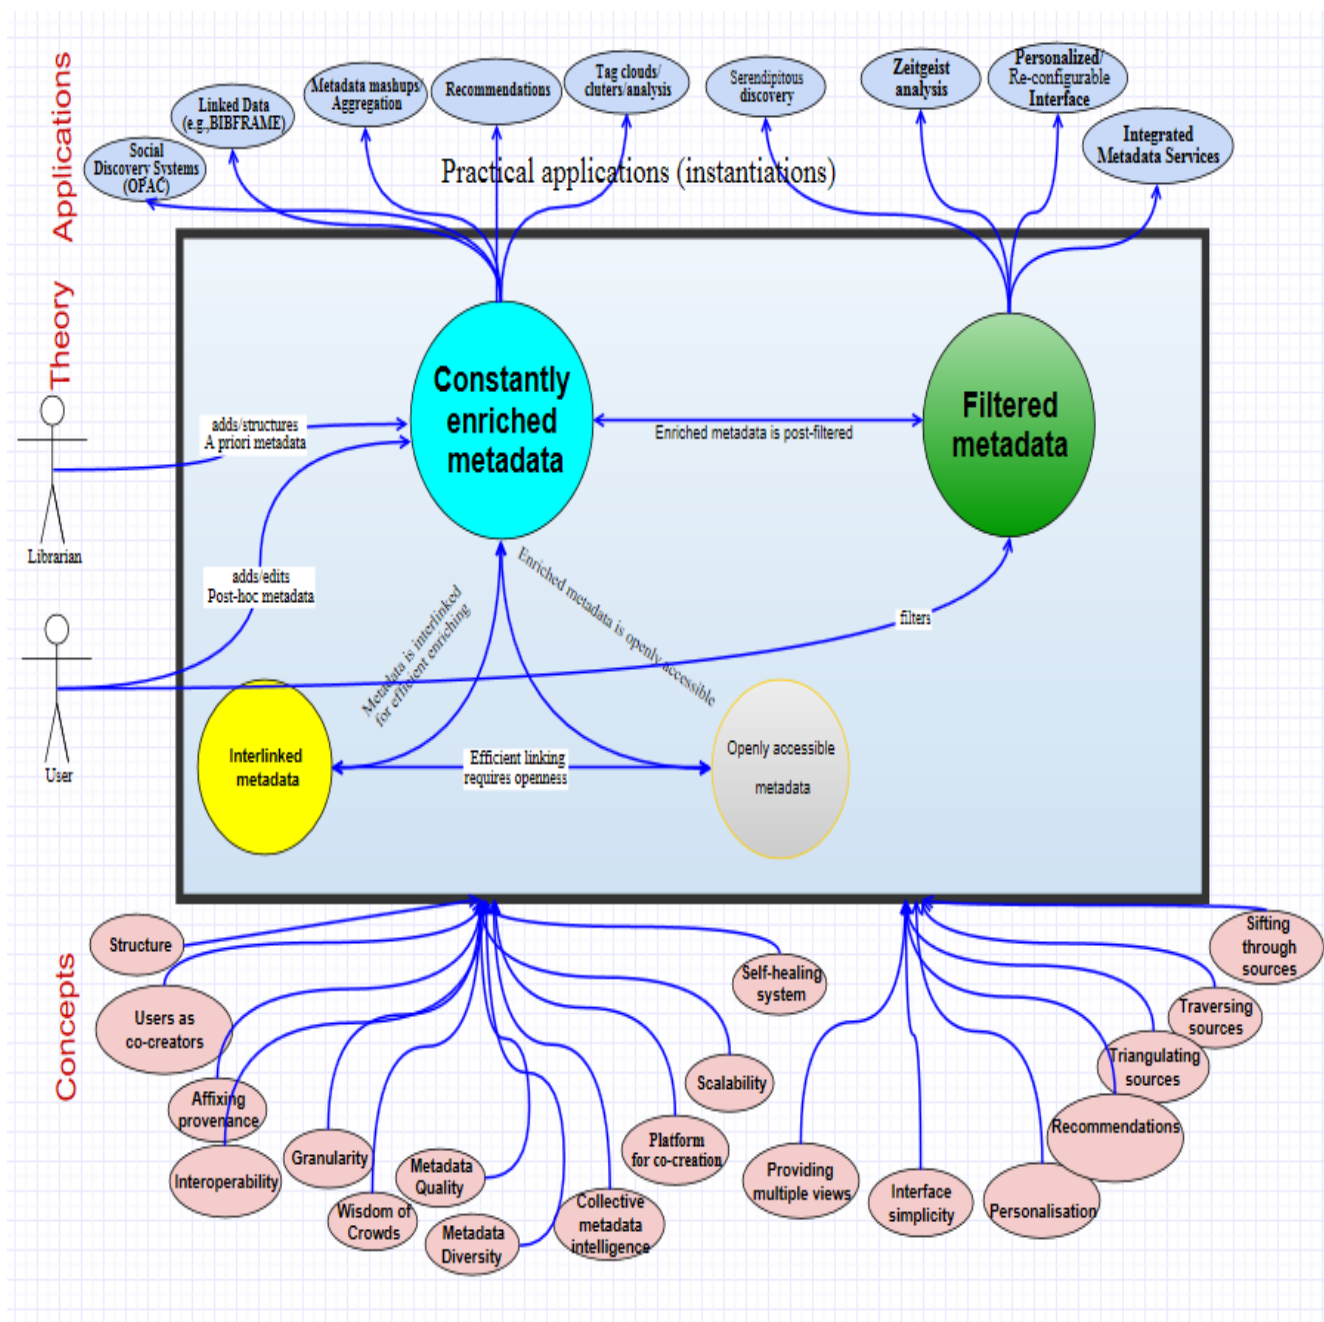 Applications
Theory
Concepts
Social
Discovery Systems
(OPAC)
Linked Data
(e.g.,BIBFRAME)
Metadata mashups/
Aggregation
Recommendations
Tag clouds/
cluters/analysis
Serendipitous
discovery
Zeitgeist
analysis
Personalized/
Re-configurable
Interface
Integrated
Metadata Services
Practical applications (instantiations)
Constantly
enriched
metadata
Filtered
metadata
Enriched metadata is post-filtered
adds/structures
A priori metadata
Librarian
adds/edits
Post-hoc metadata
User
filters
Metadata is interlinked
for efficient enriching
Enriched metadata is openly accessible
Interlinked
metadata
Efficient linking
requires openness
Openly accessible
metadata
Structure
Users as
co-creators
Affixing
provenance
Interoperability
Granularity
Wisdom of
Crowds
Metadata
Quality
Metadata
Diversity
Collective
metadata
intelligence
Platform
for co-creation
Scalability
Self-healing
system
Providing
multiple views
Interface
simplicity
Personalisation
Recommendations
Triangulating
sources
Traversing
sources
Sifting
through
sources